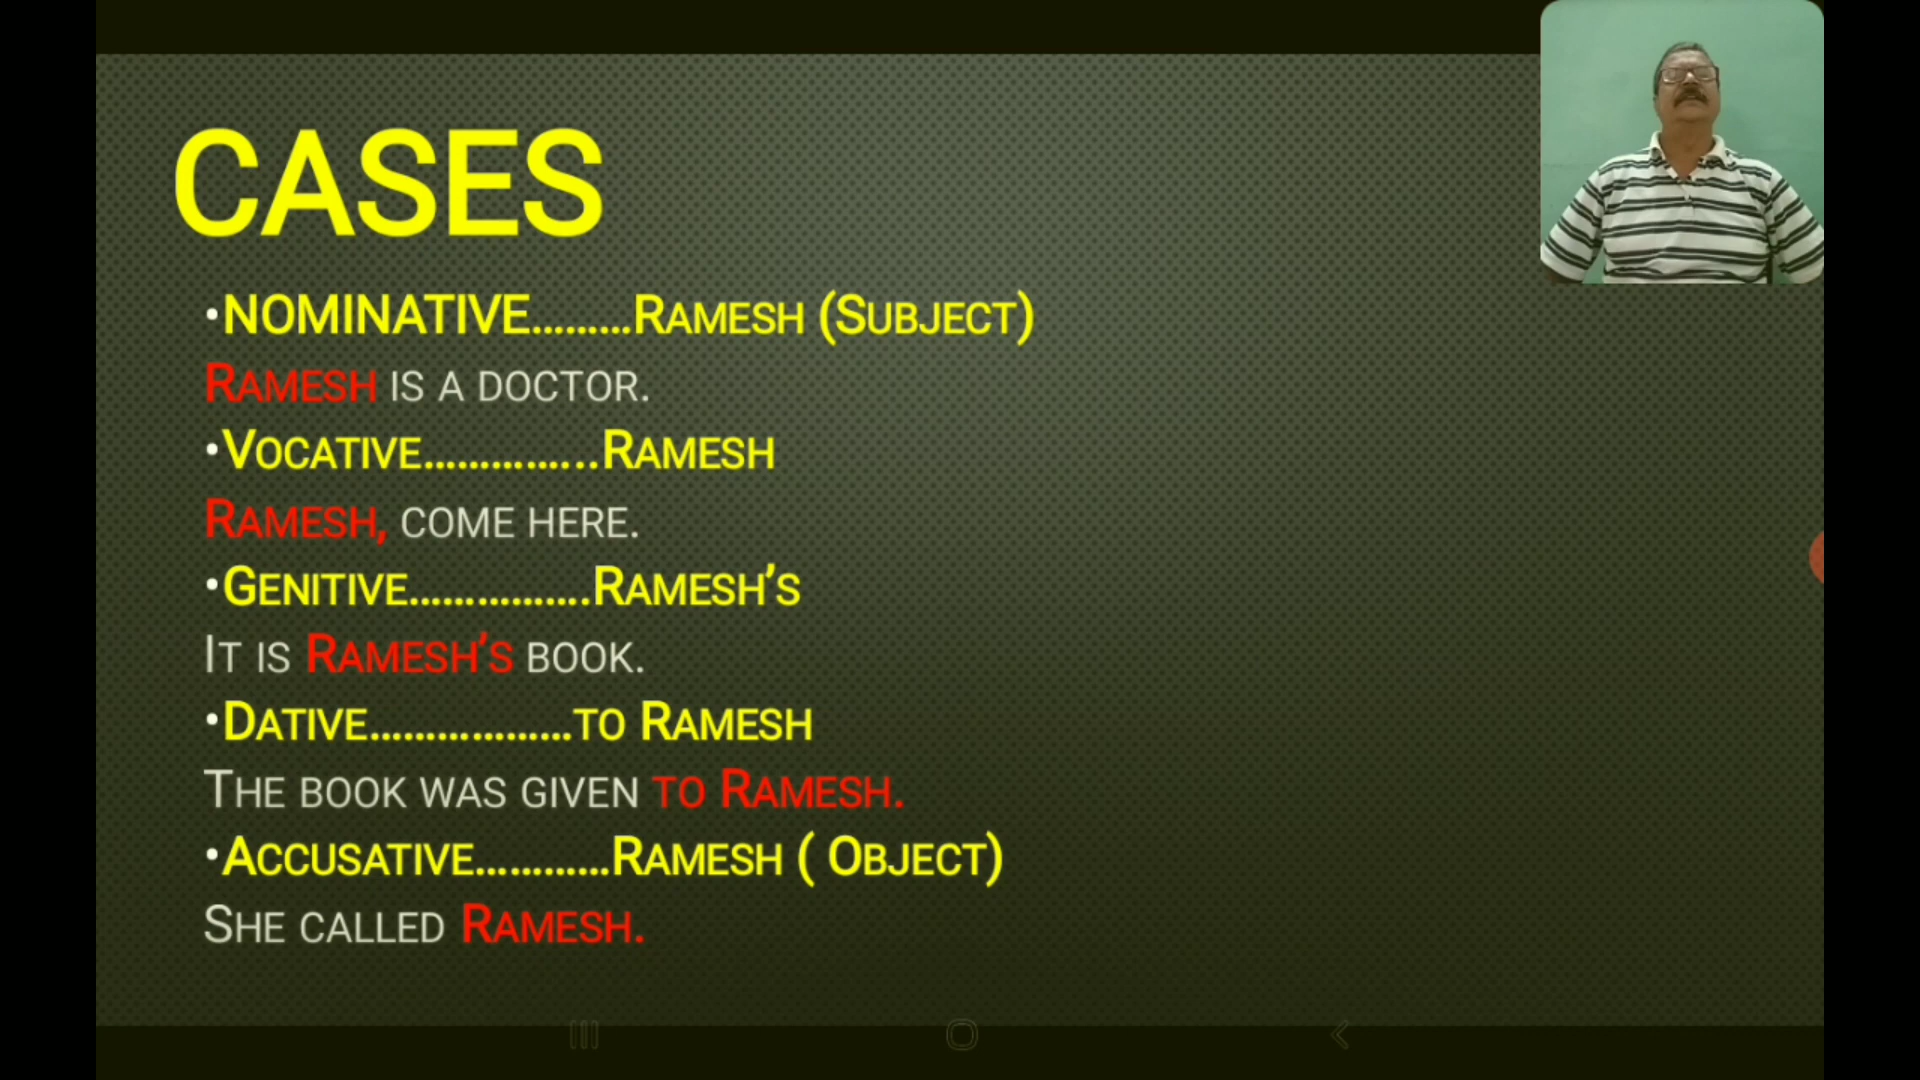 CASES
•NOMINATIVE.........RAMESH (SUBJECT)
RAMESH IS A DOCTOR.
•VOCATIVE...............RAMESH
RAMESH, COME HERE.
•GENITIVE................RAMESH’S
IT IS RAMESH’S BOOK.
•DATIVE..................TO RAMESH
THE BOOK WAS GIVEN TO RAMESH.
•ACCUSATIVE............RAMESH ( OBJECT)
SHE CALLED RAMESH.